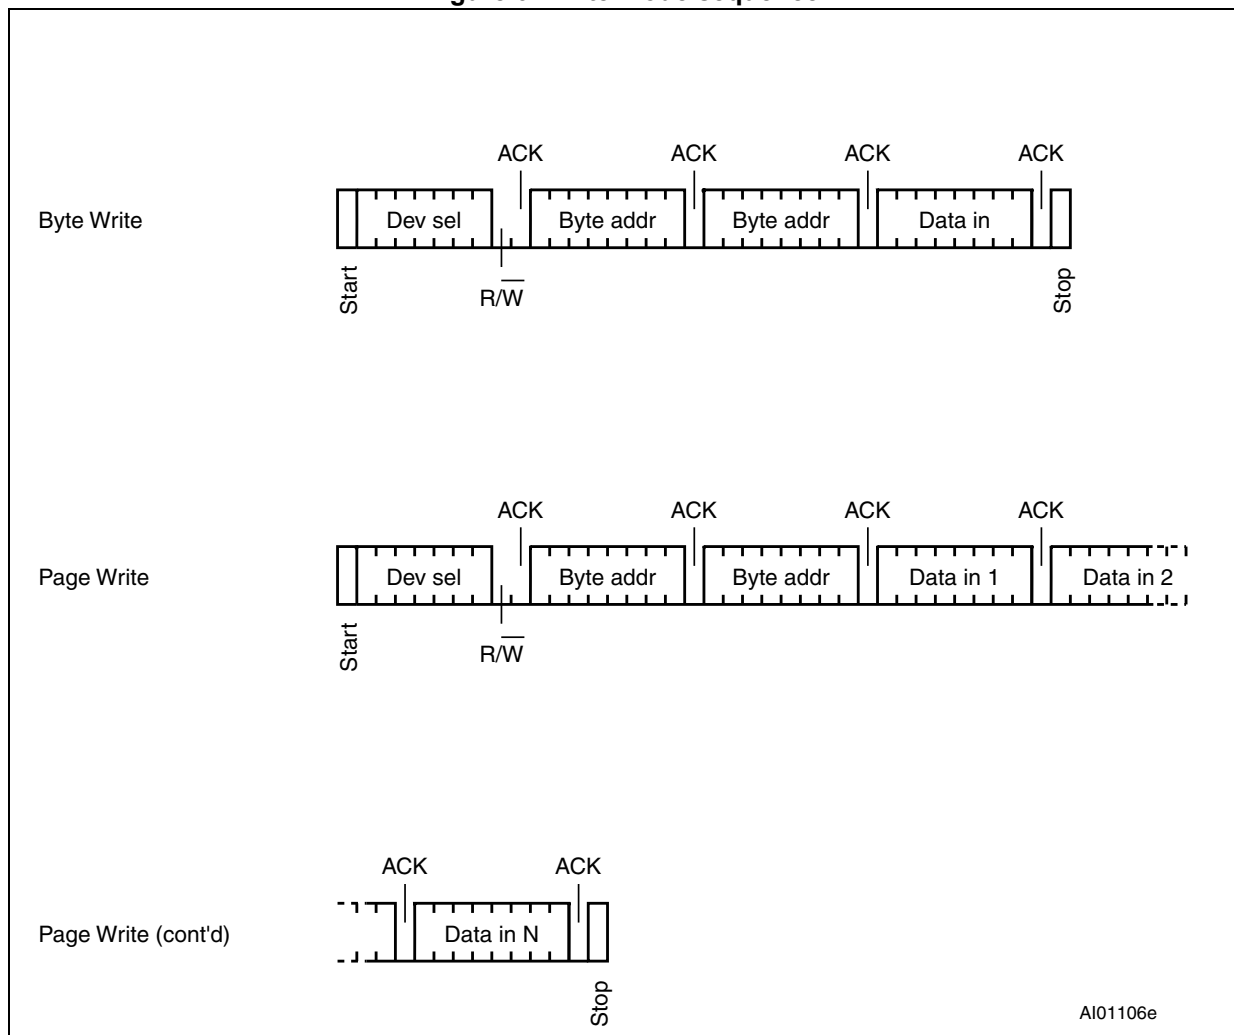 ACK ACK ACK ACK
Byte Write Dev sel Byte addr Byte addr Data in
Start R/W Stop
ACK ACK ACK ACK
Page Write Dev sel Byte addr Byte addr Data in 1 Data in 2
Start R/W
ACK ACK
Page Write (cont'd) Data in N
Stop
AI01106e